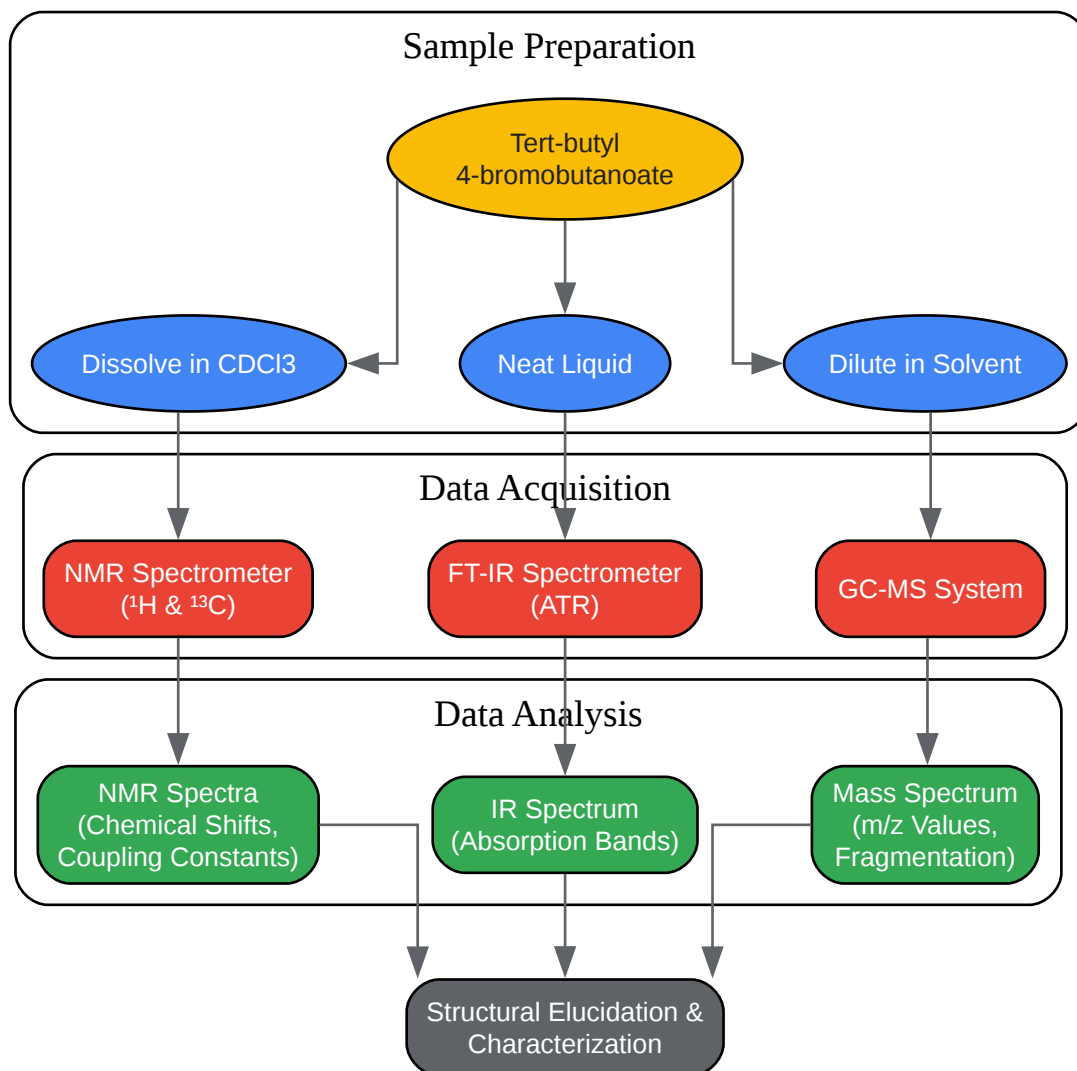 Sample Preparation
Tert-butyl
4-bromobutanoate
Dissolve in CDCl3
Neat Liquid
Dilute in Solvent
Data Acquisition
NMR Spectrometer
(¹H & ¹³C)
FT-IR Spectrometer
(ATR)
GC-MS System
Data Analysis
NMR Spectra
(Chemical Shifts,
Coupling Constants)
IR Spectrum
(Absorption Bands)
Mass Spectrum
(m/z Values,
Fragmentation)
Structural Elucidation &
Characterization